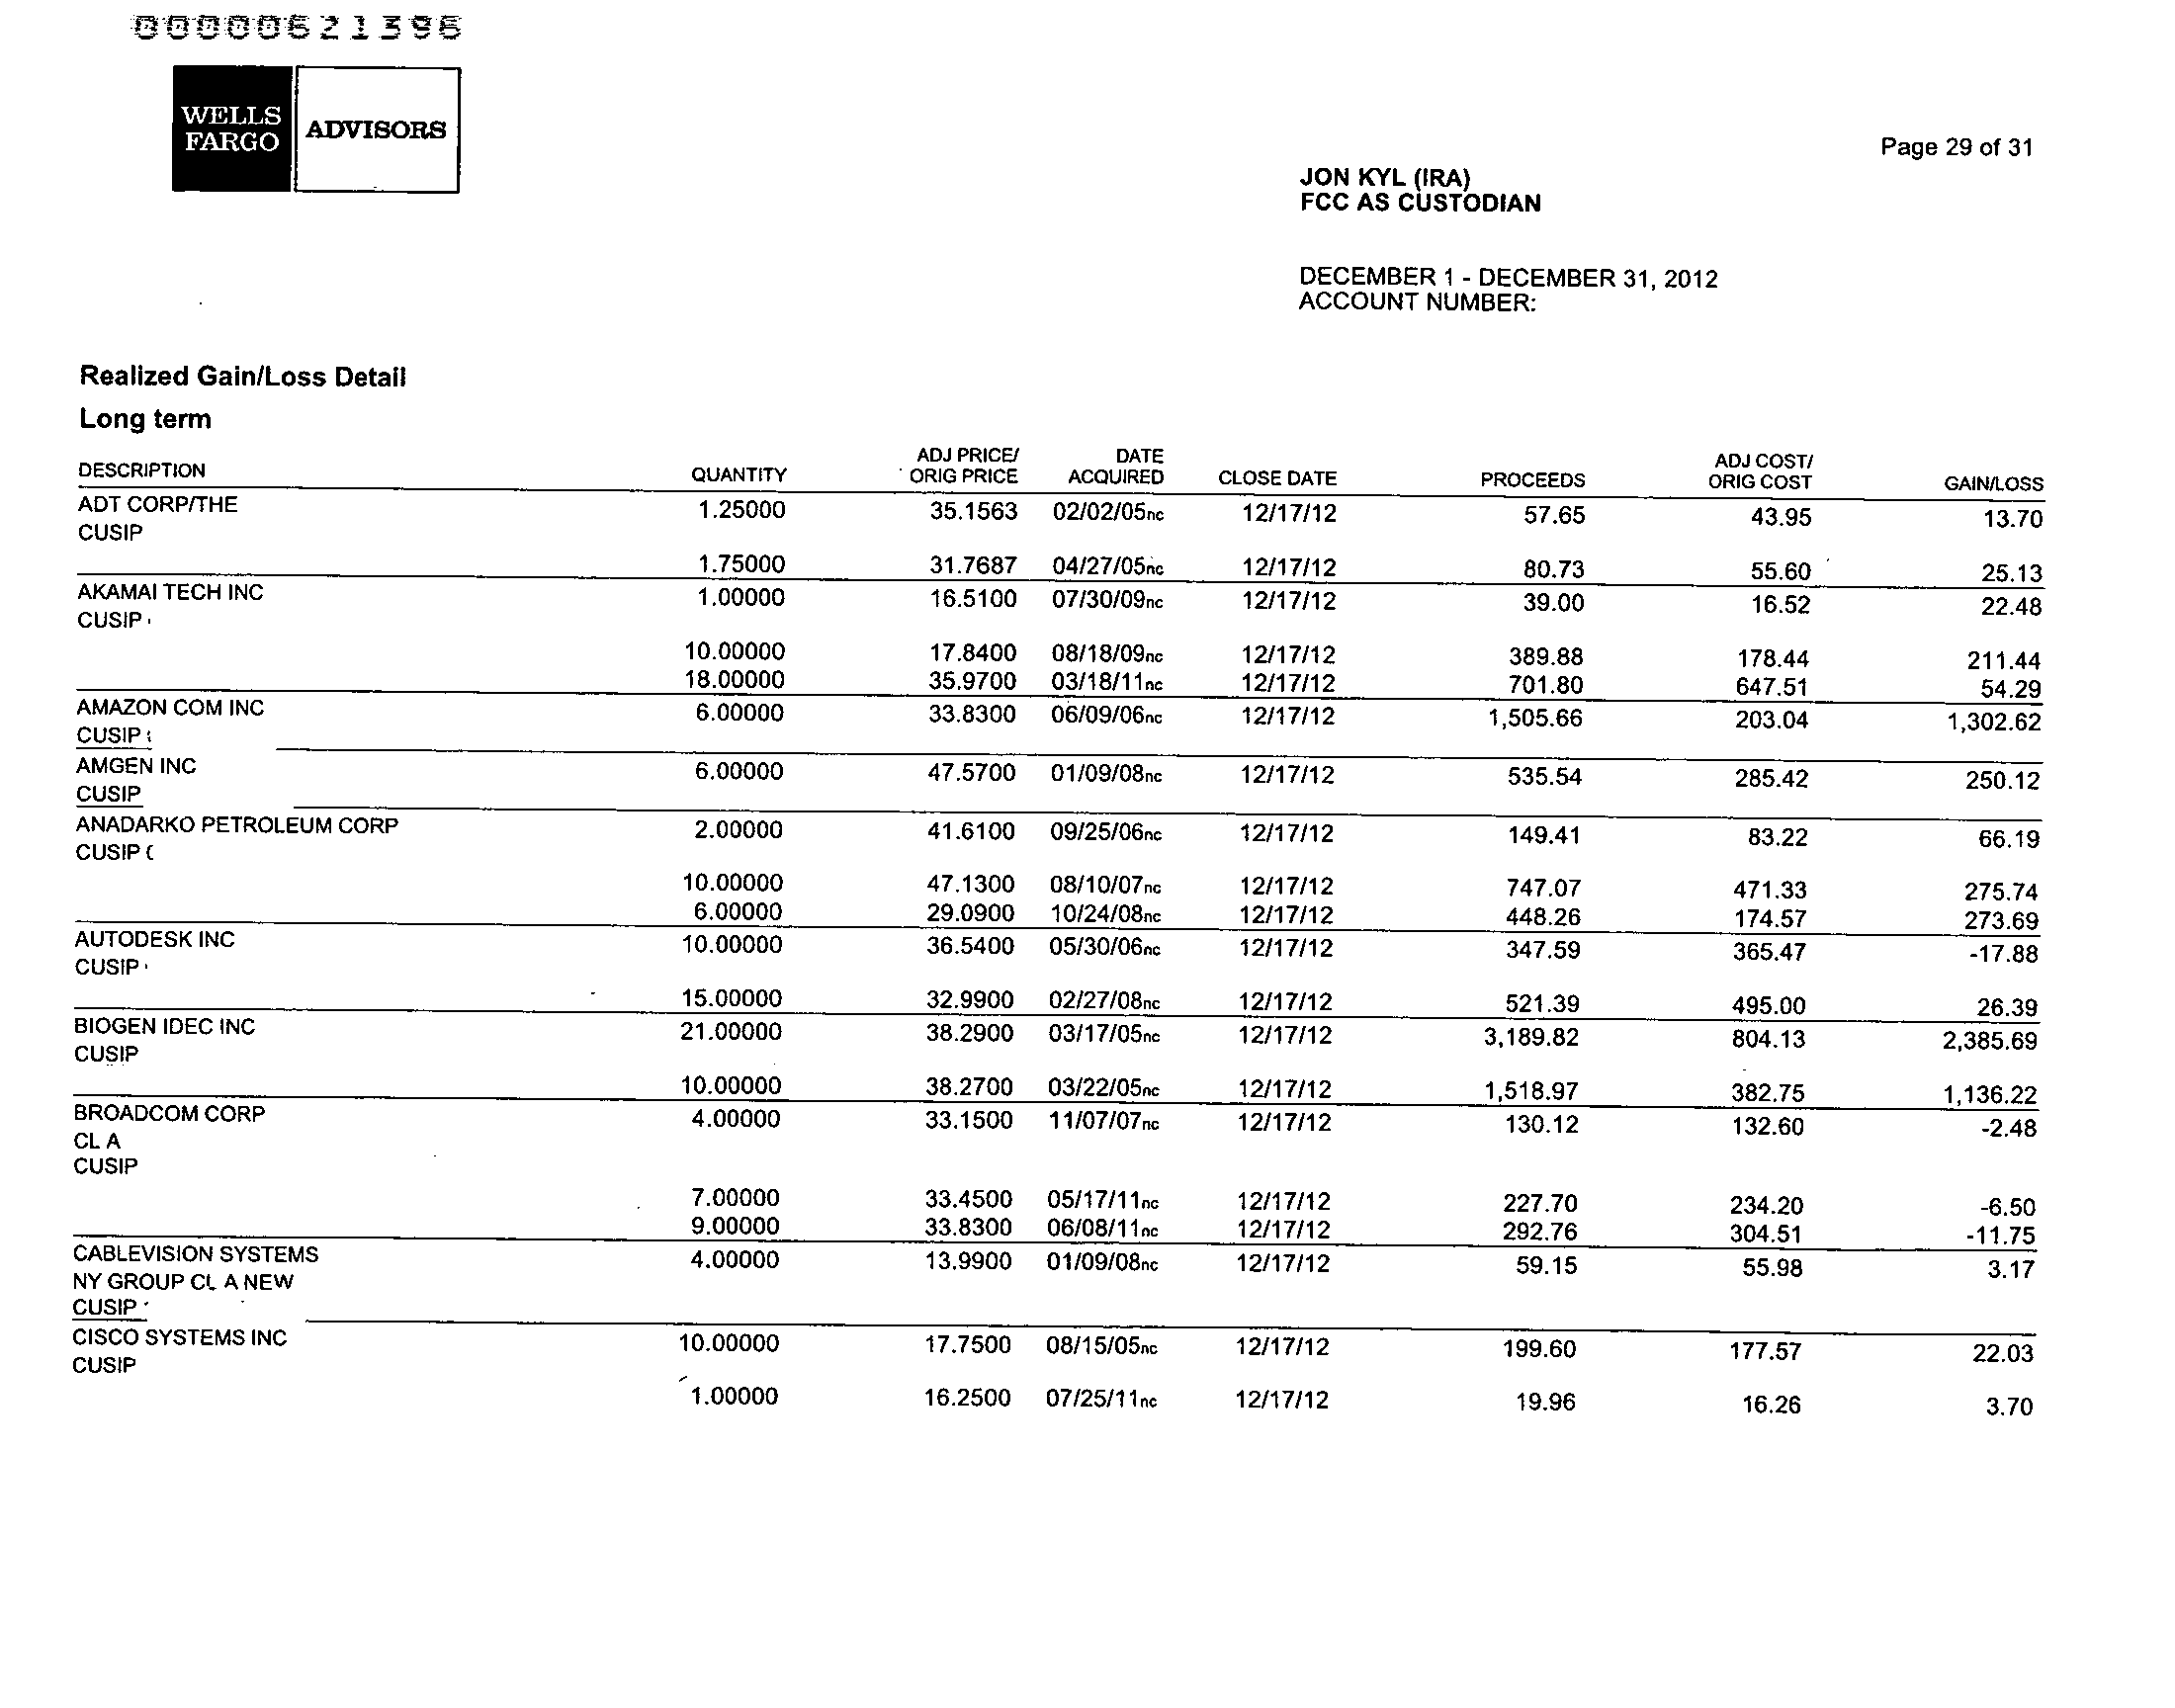 00000621396
WELLS
FARGO
ADVISORS
Page 29 of 31
JON KYL (IRA)
FCC AS CUSTODIAN
DECEMBER 1 - DECEMBER 31, 2012
ACCOUNT NUMBER:
Realized Gain/Loss Detail
Long term
DESCRIPTION QUANTITY ADJ PRICE/ ORIG PRICE DATE ACQUIRED CLOSE DATE PROCEEDS ADJ COST/ ORIG COST GAIN/LOSS
ADT CORP/THE 1.25000 35.1563 02/02/05nc 12/17/12 57.65 43.95 13.70
CUSIP
1.75000 31.7687 04/27/05nc 12/17/12 80.73 55.60 25.13
AKAMAI TECH INC 1.00000 16.5100 07/30/09nc 12/17/12 39.00 16.52 22.48
CUSIP
10.00000 17.8400 08/18/09nc 12/17/12 389.88 178.44 211.44
18.00000 35.9700 03/18/11nc 12/17/12 701.80 647.51 54.29
AMAZON COM INC 6.00000 33.8300 06/09/06nc 12/17/12 1,505.66 203.04 1,302.62
CUSIP
AMGEN INC 6.00000 47.5700 01/09/08nc 12/17/12 535.54 285.42 250.12
CUSIP
ANADARKO PETROLEUM CORP 2.00000 41.6100 09/25/06nc 12/17/12 149.41 83.22 66.19
CUSIP
10.00000 47.1300 08/10/07nc 12/17/12 747.07 471.33 275.74
6.00000 29.0900 10/24/08nc 12/17/12 448.26 174.57 273.69
AUTODESK INC 10.00000 36.5400 05/30/06nc 12/17/12 347.59 365.47 -17.88
CUSIP
15.00000 32.9900 02/27/08nc 12/17/12 521.39 495.00 26.39
BIOGEN IDEC INC 21.00000 38.2900 03/17/05nc 12/17/12 3,189.82 804.13 2,385.69
CUSIP
10.00000 38.2700 03/22/05nc 12/17/12 1,518.97 382.75 1,136.22
BROADCOM CORP 4.00000 33.1500 11/07/07nc 12/17/12 130.12 132.60 -2.48
CL A
CUSIP
7.00000 33.4500 05/17/11nc 12/17/12 227.70 234.20 -6.50
9.00000 33.8300 06/08/11nc 12/17/12 292.76 304.51 -11.75
CABLEVISION SYSTEMS 4.00000 13.9900 01/09/08nc 12/17/12 59.15 55.98 3.17
NY GROUP CL A NEW
CUSIP
CISCO SYSTEMS INC 10.00000 17.7500 08/15/05nc 12/17/12 199.60 177.57 22.03
CUSIP
1.00000 16.2500 07/25/11nc 12/17/12 19.96 16.26 3.70